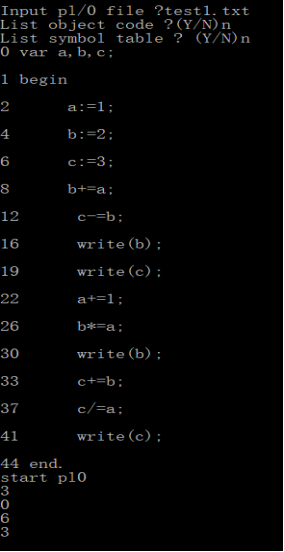 Input pl/0 file ?test1.txt
List object code ?(Y/N)n
List symbol table ? (Y/N)n
0 var a,b,c;
1 begin
2 a:=1;
4 b:=2;
6 c:=3;
8 b+=a;
12 c-=b;
16 write(b);
19 write(c);
22 a+=1;
26 b*=a;
30 write(b);
33 c+=b;
37 c/=a;
41 write(c);
44 end.
start pl0
3
0
6
3